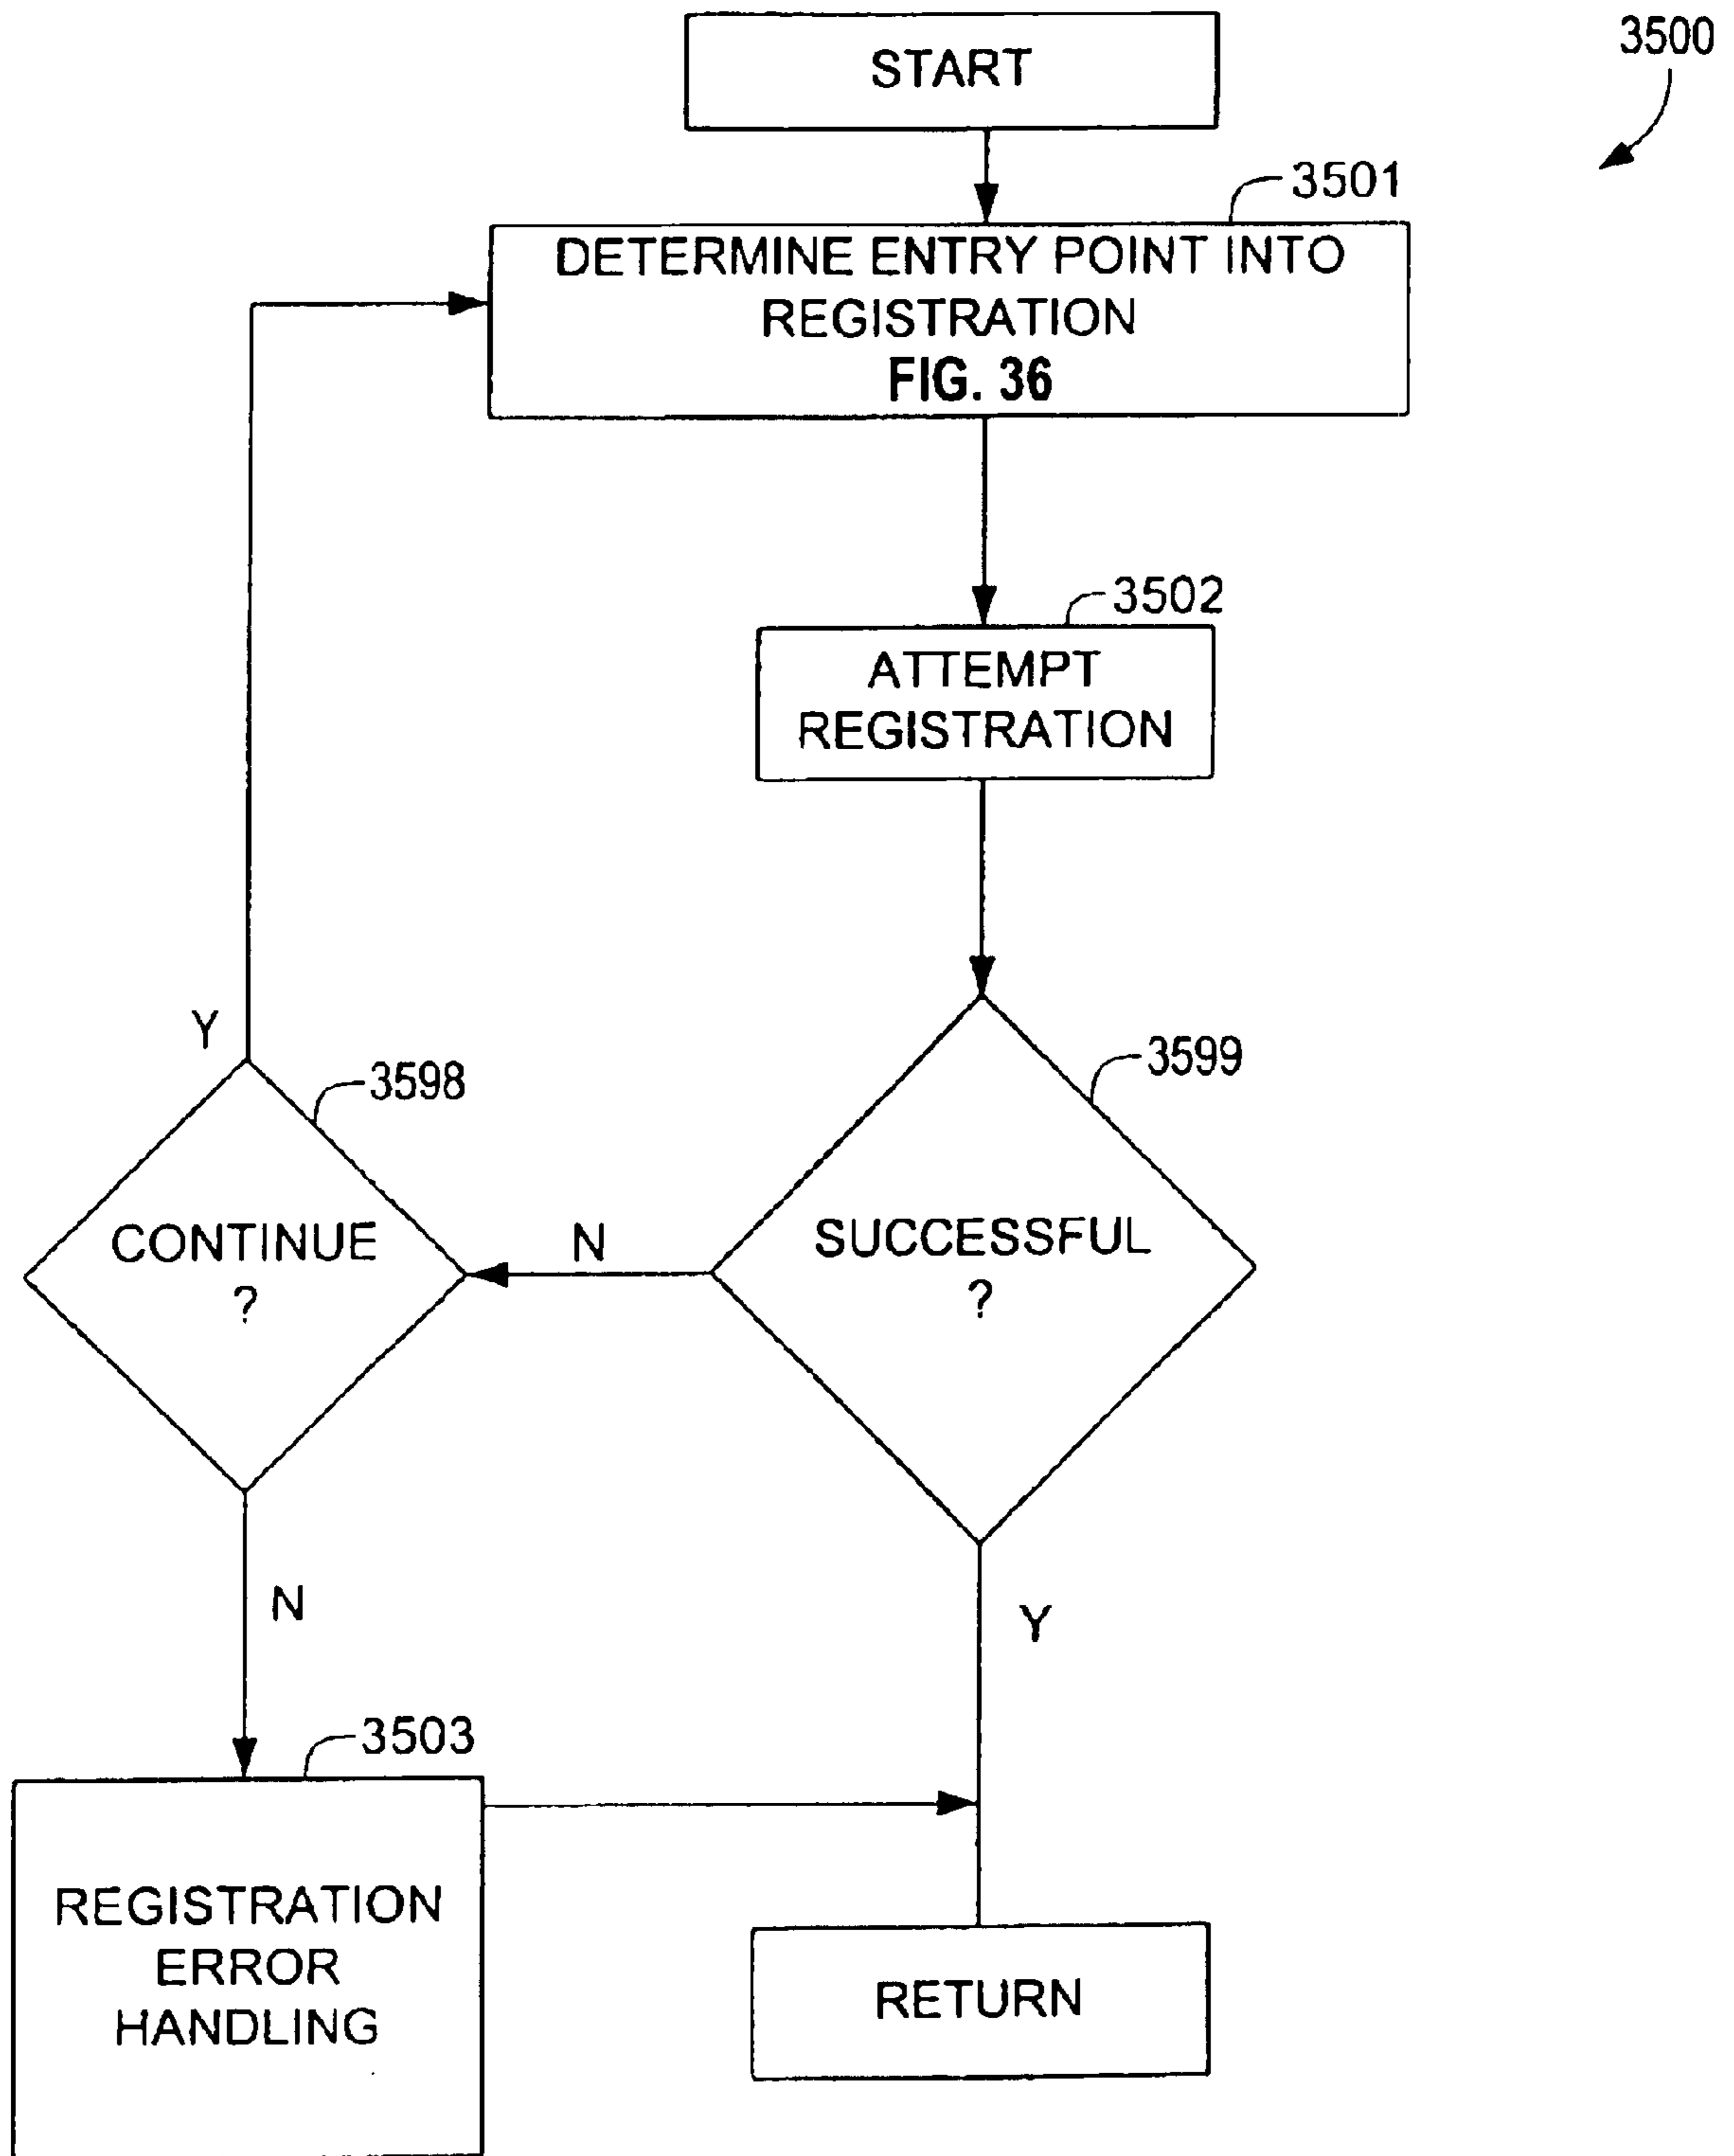 START
3500
3501
DETERMINE ENTRY POINT INTO
REGISTRATION
FIG. 36
3502
ATTEMPT
REGISTRATION
Y
3598
3599
CONTINUE
?
N
SUCCESSFUL
?
N
Y
3503
REGISTRATION
ERROR
HANDLING
RETURN